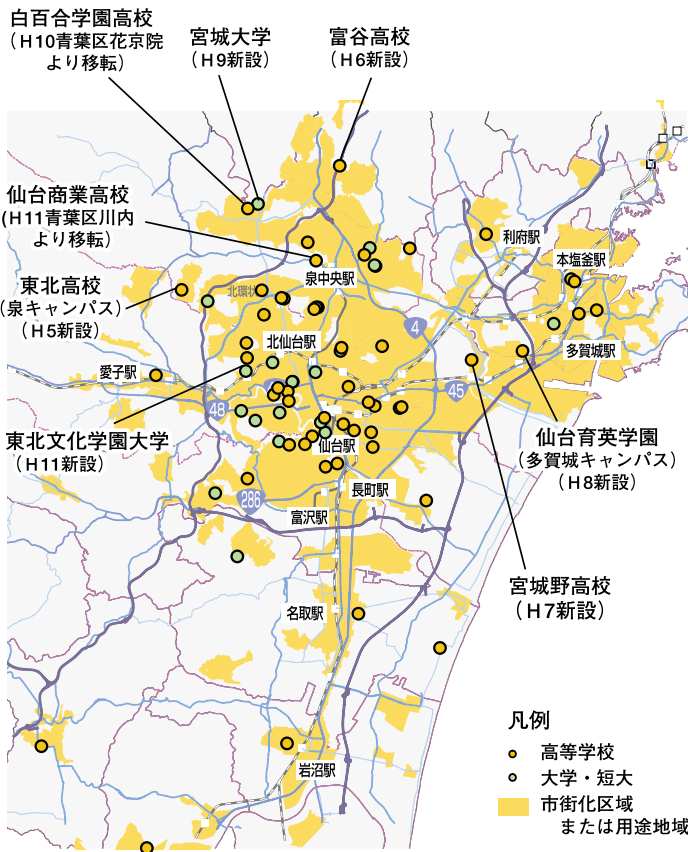 白百合学園高校
（H10青葉区花京院
より移転）
宮城大学
（H9新設）
富谷高校
（H6新設）
仙台商業高校
(H11青葉区川内
より移転）
東北高校
（泉キャンパス）
（H5新設）
利府駅
本塩釜駅
泉中央駅
北環状
4
北仙台駅
多賀城駅
愛子駅
45
48
東北文化学園大学
（H11新設）
仙台駅
仙台育英学園
（多賀城キャンパス）
（H8新設）
長町駅
286
富沢駅
宮城野高校
（H7新設）
名取駅
岩沼駅
凡例
高等学校
大学・短大
市街化区域
または用途地域